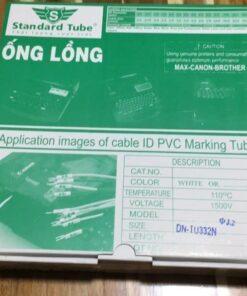 S
Standard Tube
ỐNG LỒNG
CAUTION
Using genuine printers and consumables
guarantees optimum performance
MAX-CANON-BROTHER
Application images of cable ID PVC Marking Tub
DESCRIPTION
CAT.NO.
COLOR WHITE OR
TEMPERATURE 110°C
VOLTAGE 1500V
MODEL
SIZE DN-TU332N Φ3.2
LENGTH